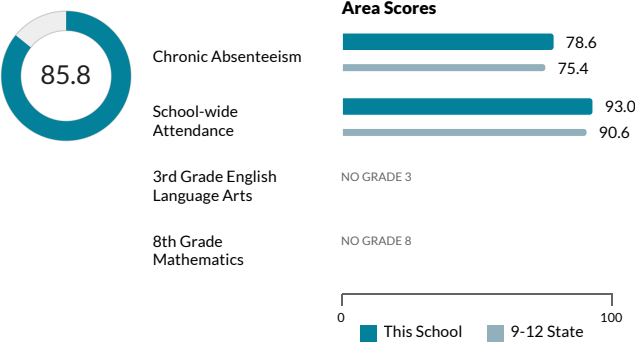 Area Scores
85.8
Chronic Absenteeism
78.6
75.4
School-wide
Attendance
93.0
90.6
3rd Grade English
Language Arts
NO GRADE 3
8th Grade
Mathematics
NO GRADE 8
0
100
This School
9-12 State